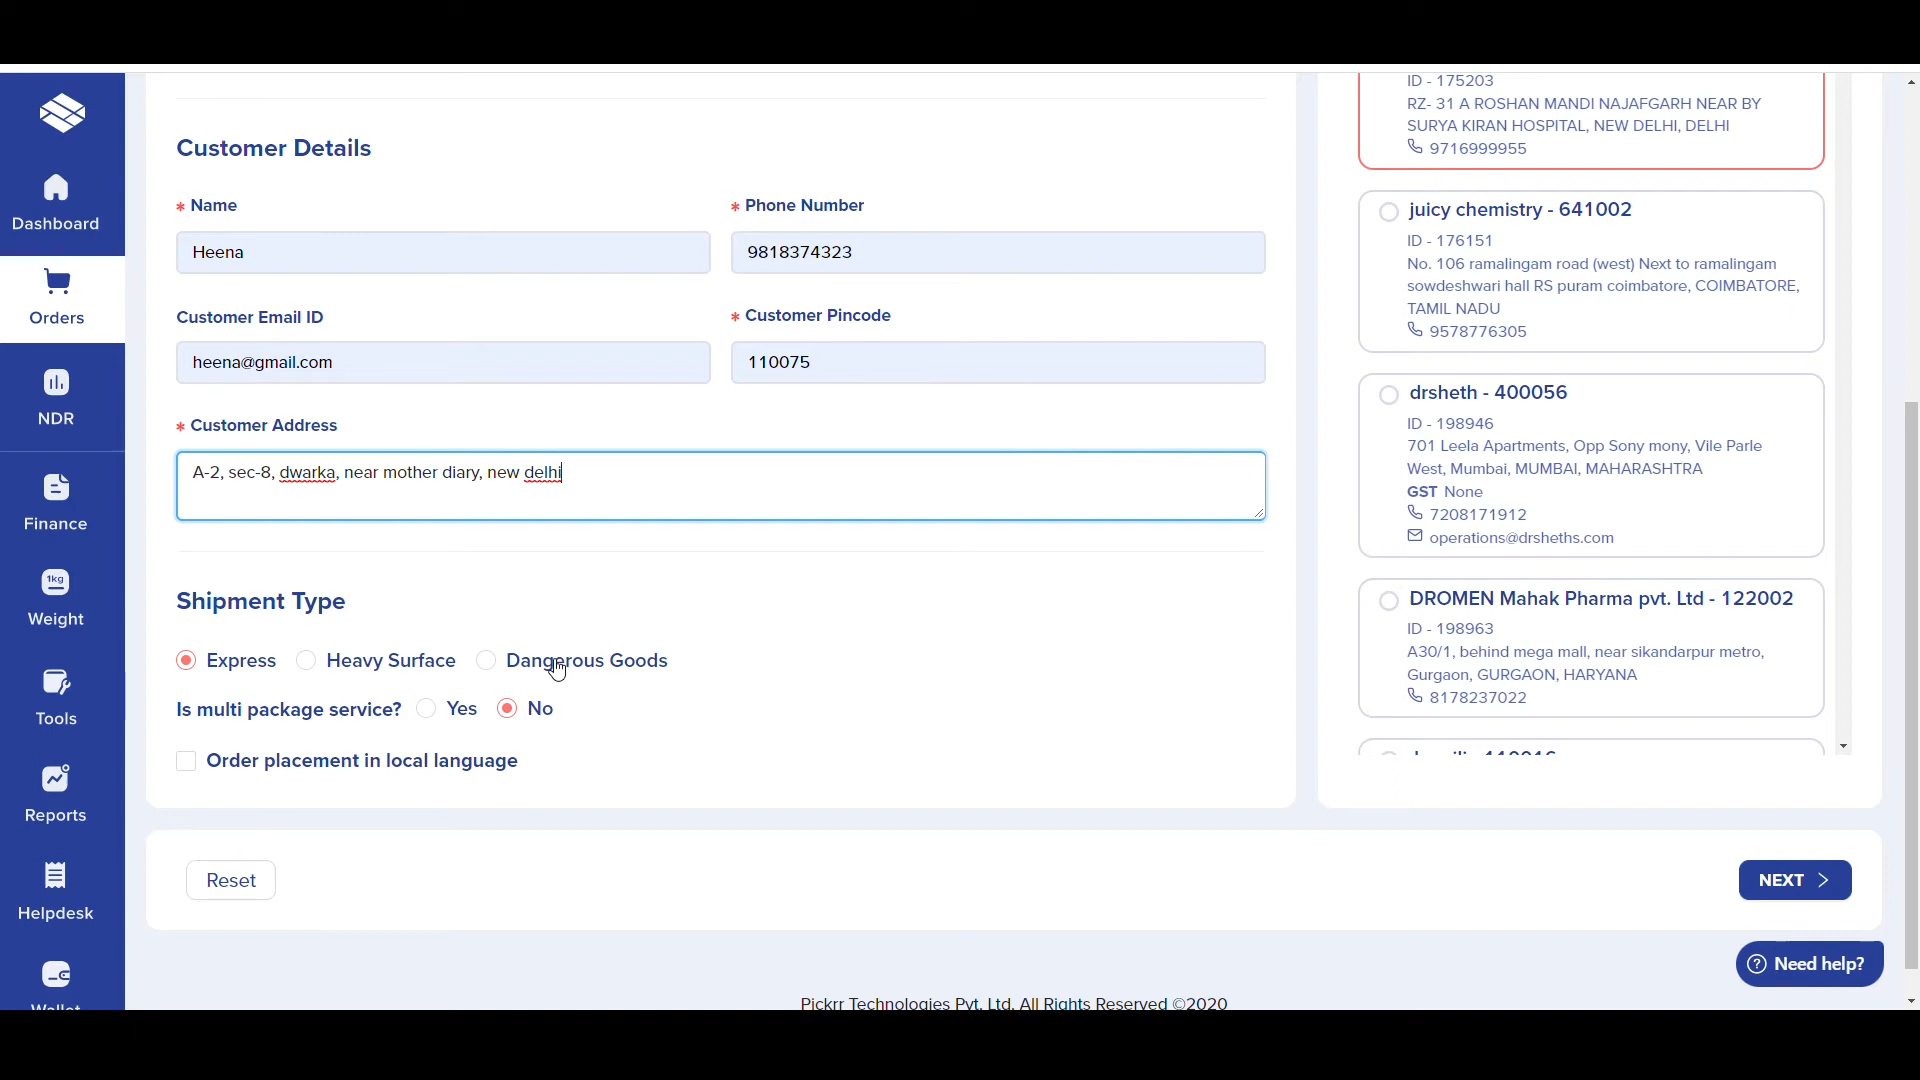 Dashboard
Orders
NDR
Finance
1kg
Weight
Tools
Reports
Helpdesk
Wallet
Customer Details
* Name
* Phone Number
Heena
9818374323
Customer Email ID
* Customer Pincode
heena@gmail.com
110075
* Customer Address
A-2, sec-8, dwarka, near mother diary, new delhi
Shipment Type
Express
Heavy Surface
Dangerous Goods
Is multi package service?
Yes
No
Order placement in local language
ID - 175203
RZ- 31 A ROSHAN MANDI NAJAFGARH NEAR BY
SURYA KIRAN HOSPITAL, NEW DELHI, DELHI
9716999955
juicy chemistry - 641002
ID - 176151
No. 106 ramalingam road (west) Next to ramalingam
sowdeshwari hall RS puram coimbatore, COIMBATORE,
TAMIL NADU
9578776305
drsheth - 400056
ID - 198946
701 Leela Apartments, Opp Sony mony, Vile Parle
West, Mumbai, MUMBAI, MAHARASHTRA
GST None
7208171912
operations@drsheths.com
DROMEN Mahak Pharma pvt. Ltd - 122002
ID - 198963
A30/1, behind mega mall, near sikandarpur metro,
Gurgaon, GURGAON, HARYANA
8178237022
Reset
NEXT >
? Need help?
Pickrr Technologies Pvt. Ltd. All Rights Reserved ©2020